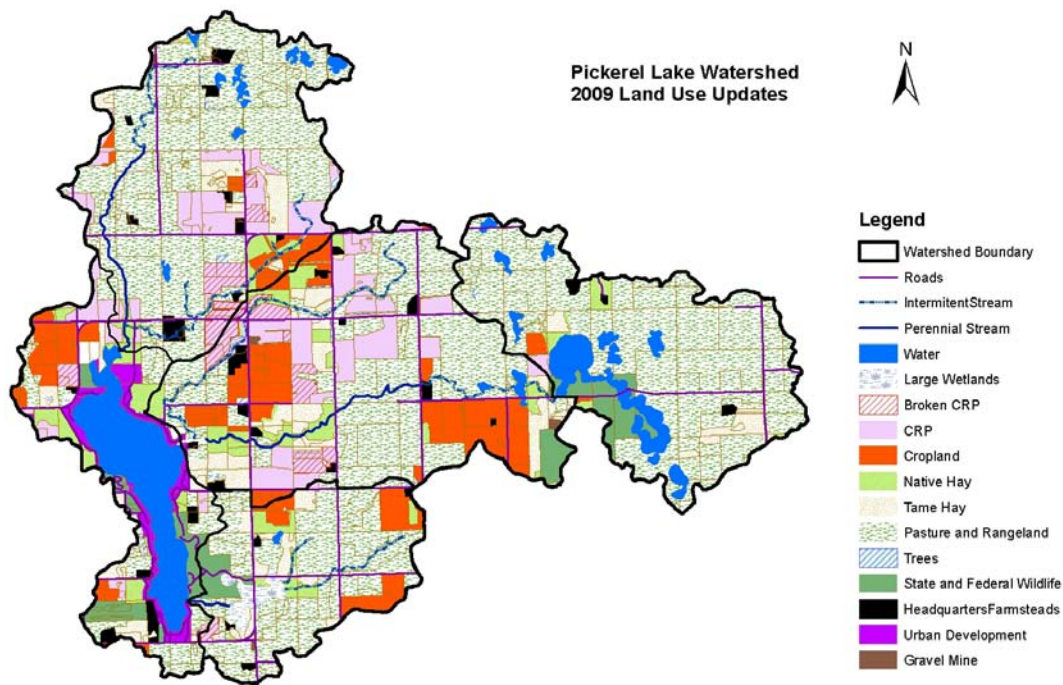 Pickerel Lake Watershed
2009 Land Use Updates
N
Legend
Watershed Boundary
Roads
IntermitentStream
Perennial Stream
Water
Large Wetlands
Broken CRP
CRP
Cropland
Native Hay
Tame Hay
Pasture and Rangeland
Trees
State and Federal Wildlife
HeadquartersFarmsteads
Urban Development
Gravel Mine